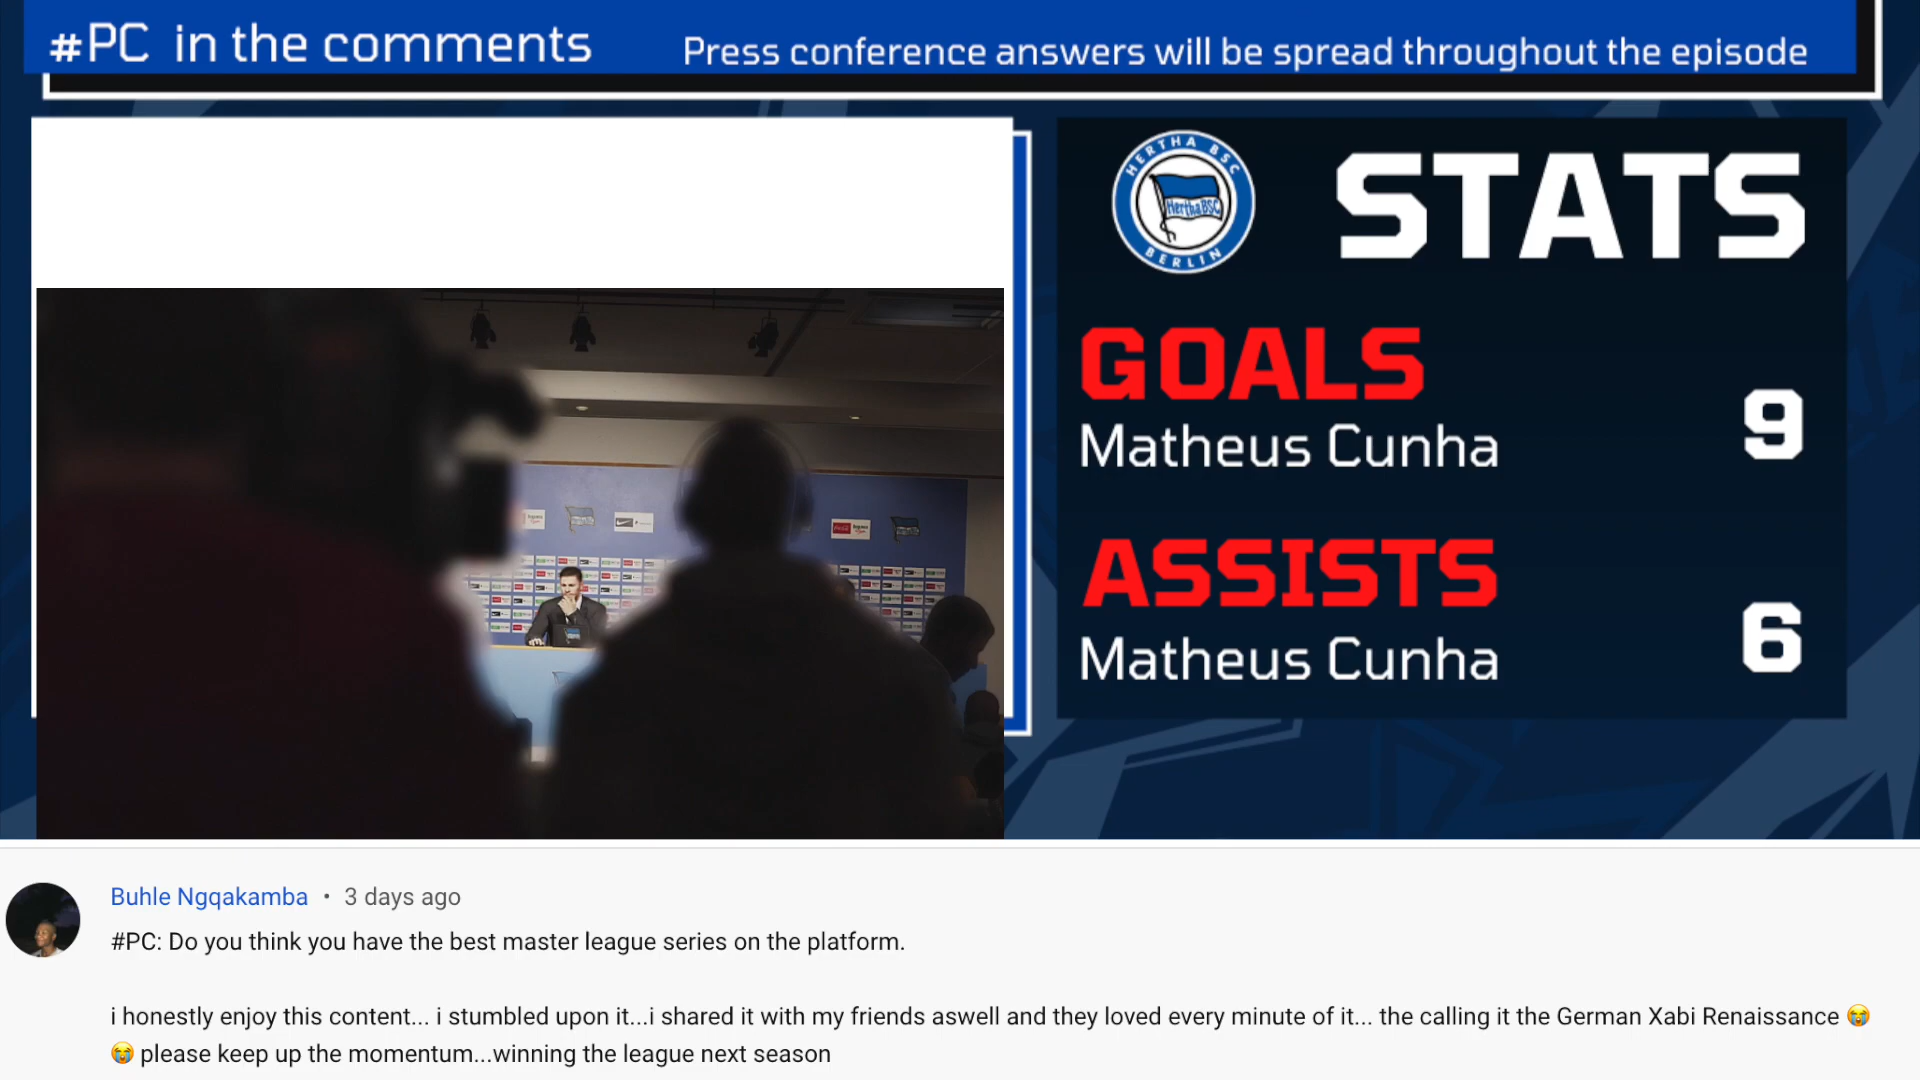 #PC in the comments
Press conference answers will be spread throughout the episode
HERTHA BSC
HerthaBSC
BERLIN
STATS
GOALS
Matheus Cunha 9
ASSISTS
Matheus Cunha 6
Buhle Ngqakamba • 3 days ago
#PC: Do you think you have the best master league series on the platform.
i honestly enjoy this content... i stumbled upon it...i shared it with my friends aswell and they loved every minute of it... the calling it the German Xabi Renaissance 😭
😭 please keep up the momentum...winning the league next season